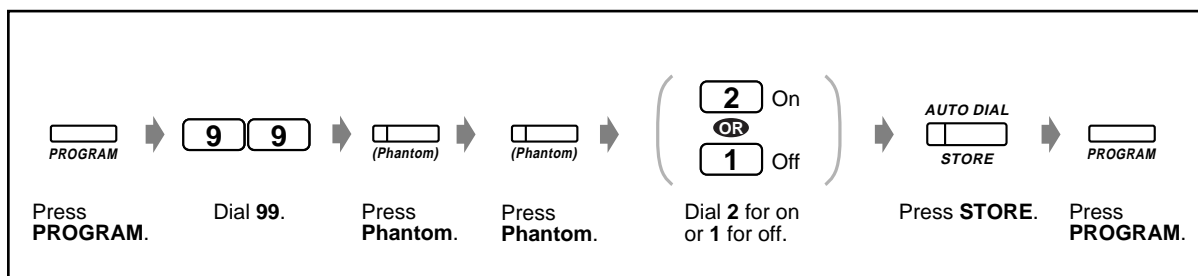 PROGRAM
9 9
(Phantom)
(Phantom)
2 On
OR
1 Off
AUTO DIAL
STORE
PROGRAM
Press
PROGRAM.
Dial 99.
Press
Phantom.
Press
Phantom.
Dial 2 for on
or 1 for off.
Press STORE.
Press
PROGRAM.